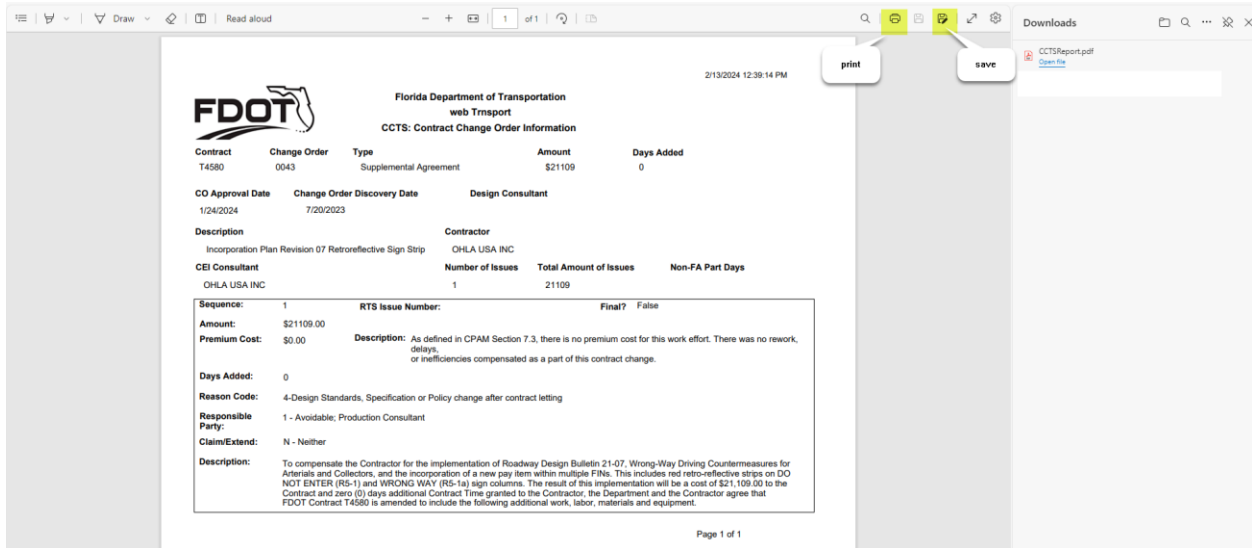 Draw
Read aloud
1 of 1
Downloads
CCTSReport.pdf
Open file
print
save
2/13/2024 12:39:14 PM
FDOT
Florida Department of Transportation
web Trnsport
CCTS: Contract Change Order Information
Contract Change Order Type Amount Days Added
T4580 0043 Supplemental Agreement $21109 0
CO Approval Date Change Order Discovery Date Design Consultant
1/24/2024 7/20/2023
Description Contractor
Incorporation Plan Revision 07 Retroreflective Sign Strip OHLA USA INC
CEI Consultant Number of Issues Total Amount of Issues Non-FA Part Days
OHLA USA INC 1 21109
Sequence: 1 RTS Issue Number: Final? False
Amount: $21109.00
Premium Cost: $0.00 Description: As defined in CPAM Section 7.3, there is no premium cost for this work effort. There was no rework,
delays,
or inefficiencies compensated as a part of this contract change.
Days Added: 0
Reason Code: 4-Design Standards, Specification or Policy change after contract letting
Responsible
Party: 1 - Avoidable; Production Consultant
Claim/Extend: N - Neither
Description: To compensate the Contractor for the implementation of Roadway Design Bulletin 21-07, Wrong-Way Driving Countermeasures for
Arterials and Collectors, and the incorporation of a new pay item within multiple FINs. This includes red retro-reflective strips on DO
NOT ENTER (R5-1) and WRONG WAY (R5-1a) sign columns. The result of this implementation will be a cost of $21,109.00 to the
Contract and zero (0) days additional Contract Time granted to the Contractor, the Department and the Contractor agree that
FDOT Contract T4580 is amended to include the following additional work, labor, materials and equipment.
Page 1 of 1